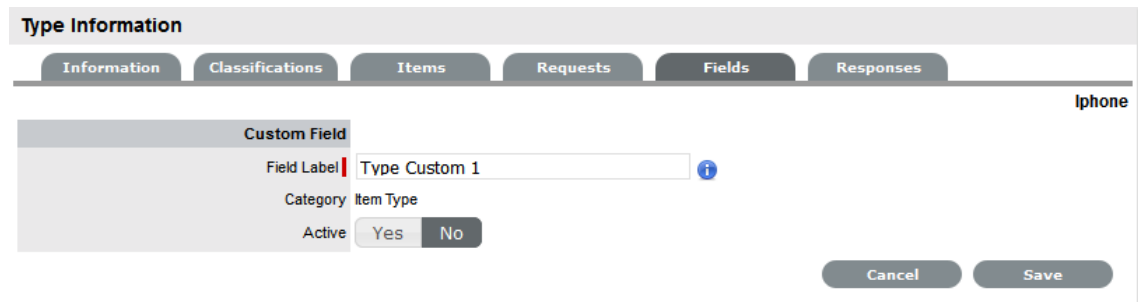 Type Information
Information Classifications Items Requests Fields Responses
Iphone
Custom Field
Field Label Type Custom 1 i
Category Item Type
Active Yes No
Cancel Save